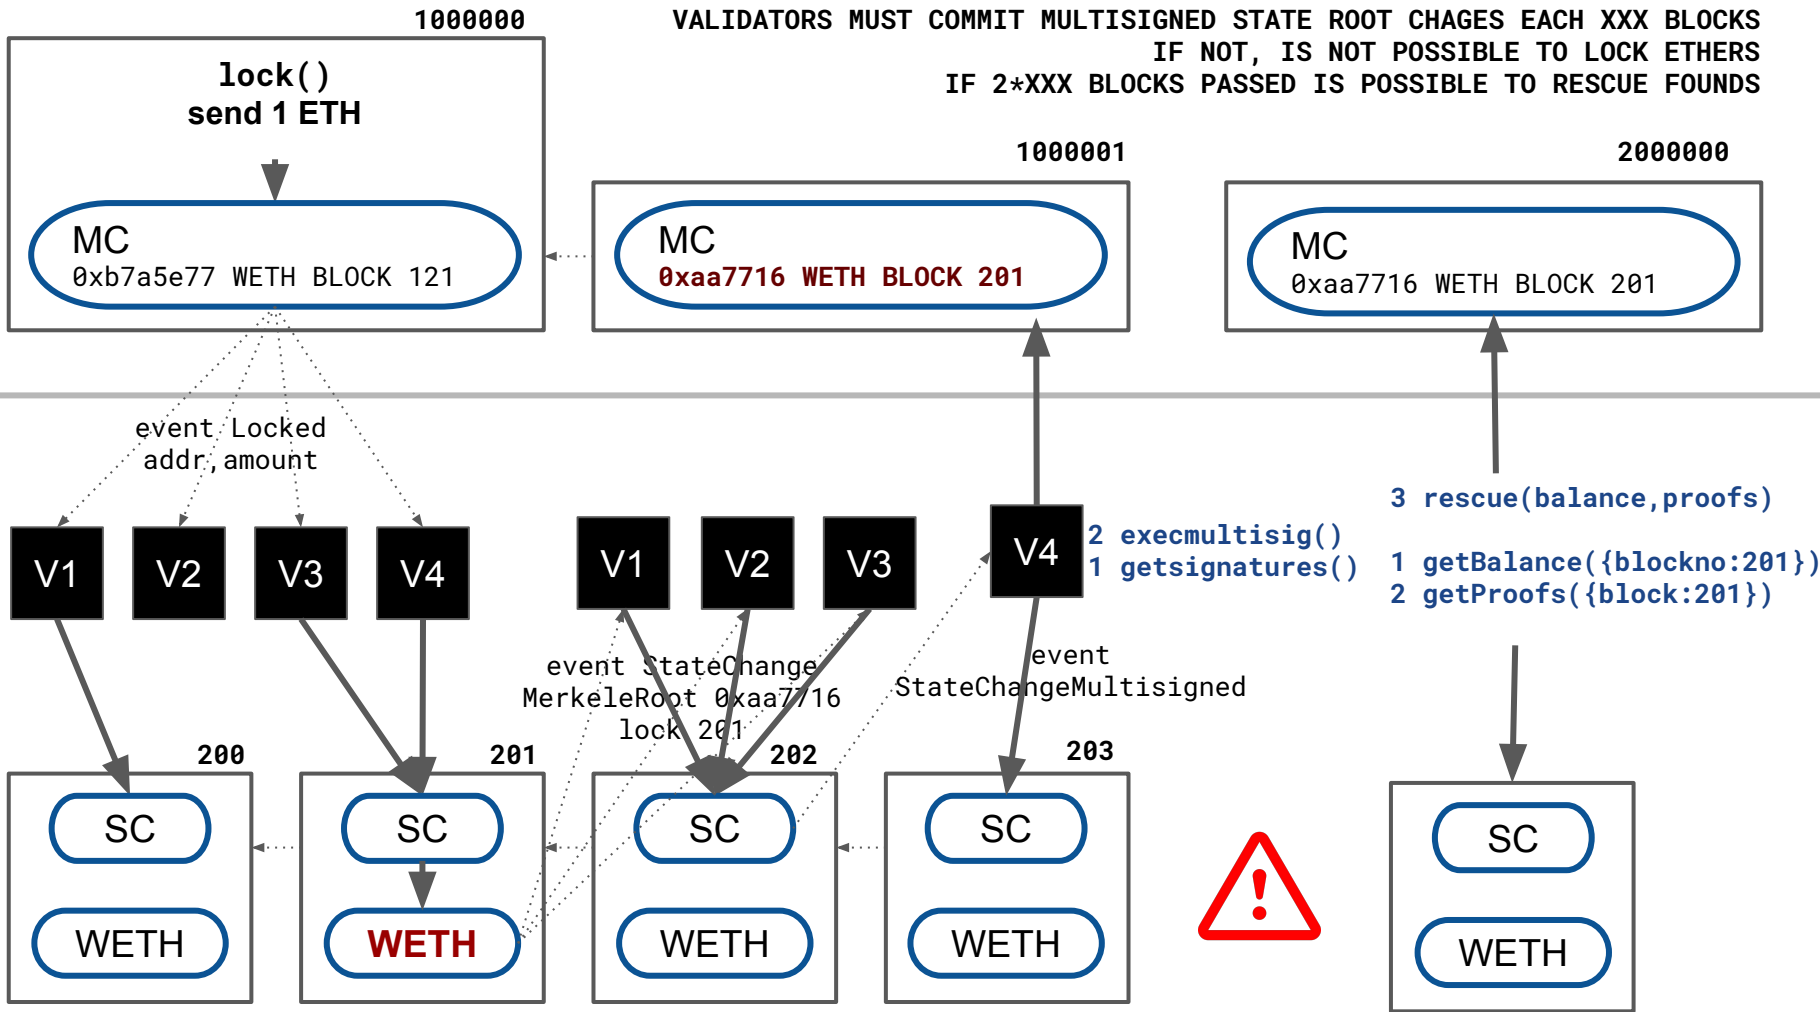 1000000
VALIDATORS MUST COMMIT MULTISIGNED STATE ROOT CHAGES EACH XXX BLOCKS
IF NOT, IS NOT POSSIBLE TO LOCK ETHERS
IF 2*XXX BLOCKS PASSED IS POSSIBLE TO RESCUE FOUNDS
lock()
send 1 ETH
MC
0xb7a5e77 WETH BLOCK 121
1000001
MC
0xaa7716 WETH BLOCK 201
2000000
MC
0xaa7716 WETH BLOCK 201
event Locked
addr,amount
V1
V2
V3
V4
V1
V2
V3
V4
2 execmultisig()
1 getsignatures()
3 rescue(balance,proofs)
1 getBalance({blockno:201})
2 getProofs({block:201})
event StateChange
MerkeleRoot 0xaa7716
lock 201
event
StateChangeMultisigned
200
SC
WETH
201
SC
WETH
202
SC
WETH
203
SC
WETH
!
SC
WETH